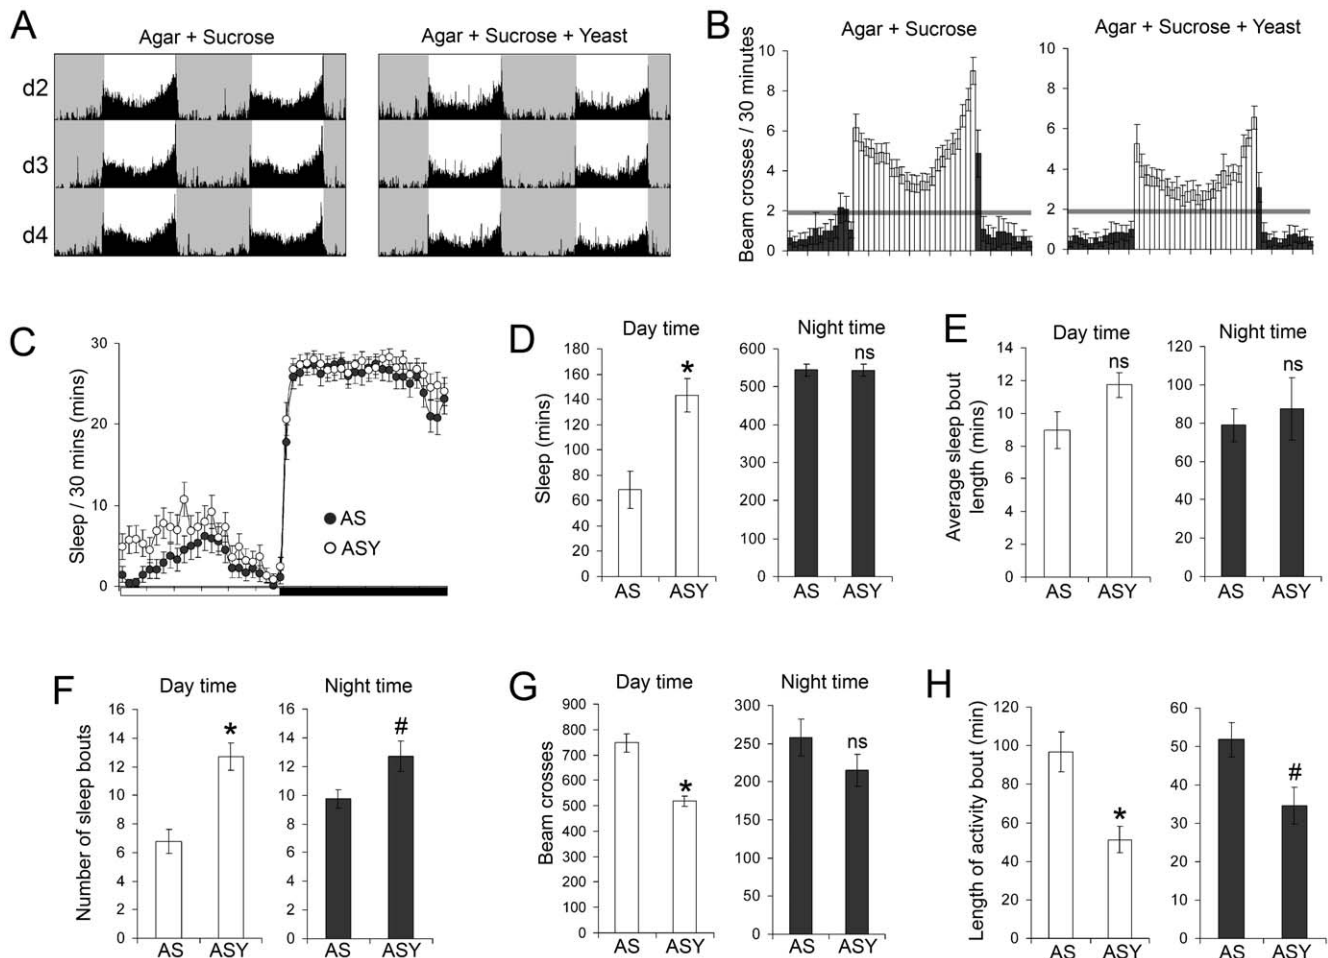 A
Agar + Sucrose
Agar + Sucrose + Yeast
d2
d3
d4
B
Agar + Sucrose
Agar + Sucrose + Yeast
Beam crosses / 30 minutes
10
8
6
4
2
0
10
8
6
4
2
0
C
Sleep / 30 mins (mins)
30
20
10
0
AS
ASY
D
Day time
Night time
Sleep (mins)
180
160
140
120
100
80
60
40
20
0
*
AS
ASY
600
500
400
300
200
100
0
ns
AS
ASY
E
Day time
Night time
Average sleep bout
length (mins)
14
12
10
8
6
4
2
0
ns
AS
ASY
120
100
80
60
40
20
0
ns
AS
ASY
F
Day time
Night time
Number of sleep bouts
16
14
12
10
8
6
4
2
0
*
AS
ASY
16
14
12
10
8
6
4
2
0
#
AS
ASY
G
Day time
Night time
Beam crosses
900
800
700
600
500
400
300
200
100
0
*
AS
ASY
300
250
200
150
100
50
0
ns
AS
ASY
H
Length of activity bout (min)
120
100
80
60
40
20
0
*
AS
ASY
60
50
40
30
20
10
0
#
AS
ASY